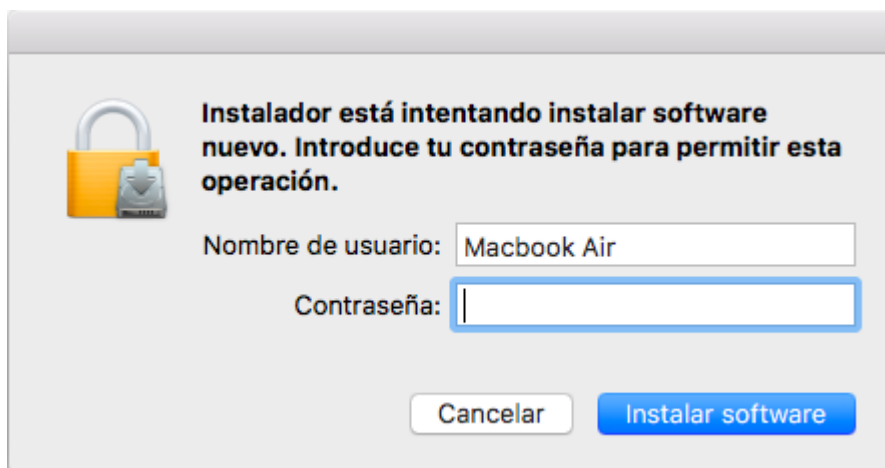 Instalador está intentando instalar software
nuevo. Introduce tu contraseña para permitir esta
operación.
Nombre de usuario: Macbook Air
Contraseña:
Cancelar Instalar software